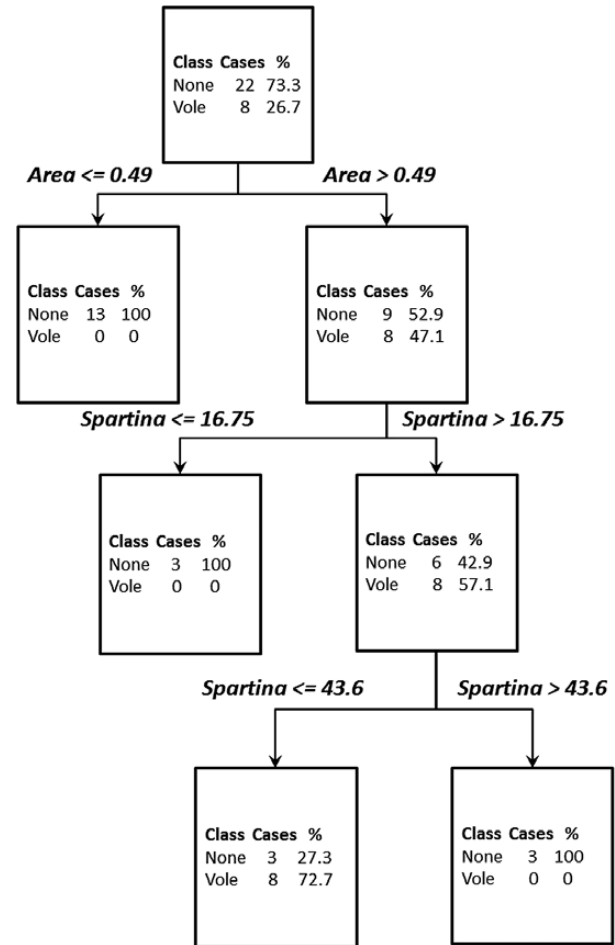 Class Cases %
None 22 73.3
Vole 8 26.7
Area <= 0.49
Area > 0.49
Class Cases %
None 13 100
Vole 0 0
Class Cases %
None 9 52.9
Vole 8 47.1
Spartina <= 16.75
Spartina > 16.75
Class Cases %
None 3 100
Vole 0 0
Class Cases %
None 6 42.9
Vole 8 57.1
Spartina <= 43.6
Spartina > 43.6
Class Cases %
None 3 27.3
Vole 8 72.7
Class Cases %
None 3 100
Vole 0 0